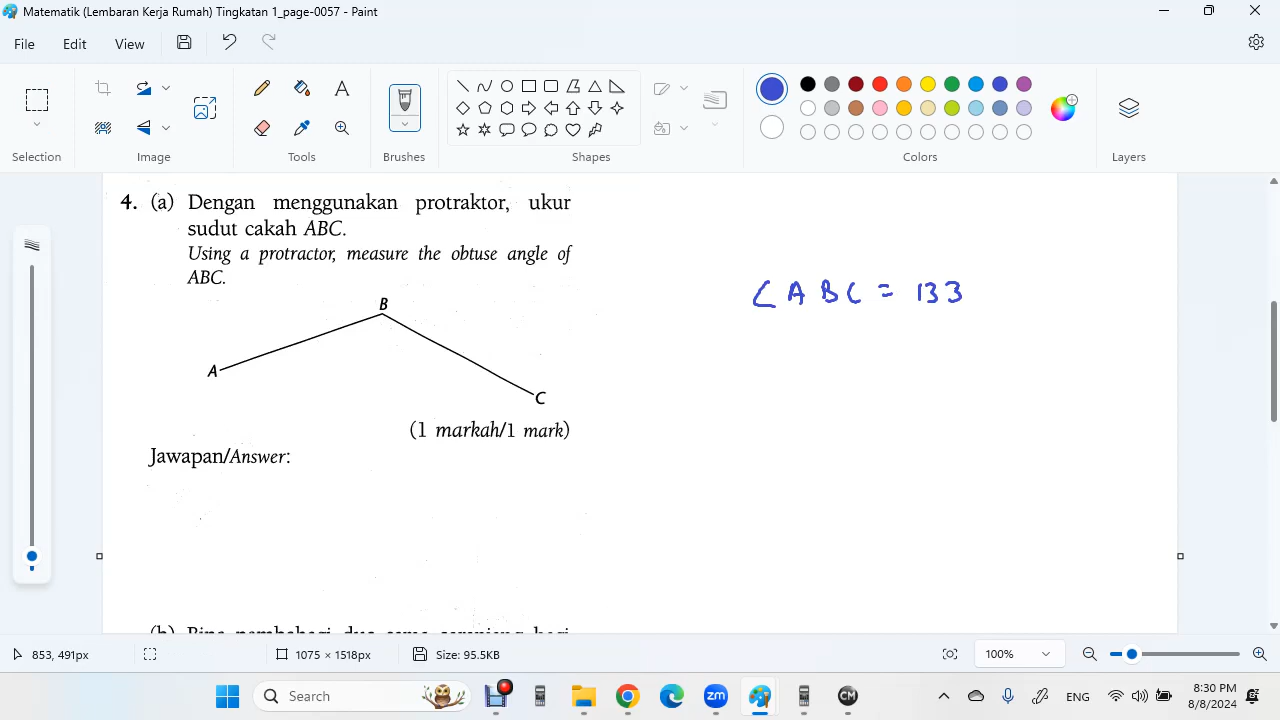 Matematik (Lembaran Kerja Rumah) Tingkatan 1_page-0057 - Paint
File Edit View
Selection Image Tools Brushes Shapes Colors Layers
4. (a) Dengan menggunakan protraktor, ukur
sudut cakah ABC.
Using a protractor, measure the obtuse angle of
ABC.
∠ABC = 133
B
A
C
(1 markah/1 mark)
Jawapan/Answer:
853, 491px 1075 × 1518px Size: 95.5KB 100%
Search zm CM ENG 8:30 PM
8/8/2024